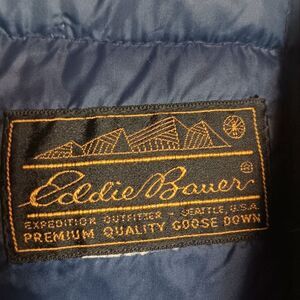 Eddie Bauer ®
EXPEDITION OUTFITTER - SEATTLE, U.S.A.
PREMIUM QUALITY GOOSE DOWN